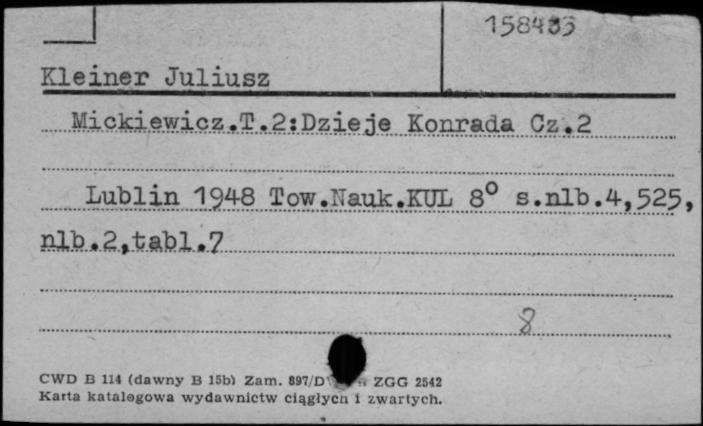 158435
Kleiner Juliusz
Mickiewicz.T.2:Dzieje Konrada Cz.2
Lublin 1948 Tow.Nauk.KUL 8° s.nlb.4,525,
nlb.2,tabl.7
8
CWD B 114 (dawny B 15b) Zam. 897/D ZGG 2542
Karta katalogowa wydawnictw ciągłych i zwartych.